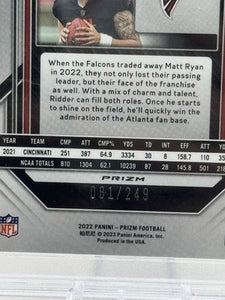 When the Falcons traded away Matt Ryan
in 2022, they not only lost their passing
leader, but their face of the franchise
as well. With a mix of charm and talent,
Ridder can fill both roles. Once he starts
to shine on the field, he'll quickly win the
admiration of the Atlanta fan base.
YEAR TEAM CMP ATT CMP% YDS TD INT RTG ATT
2021 CINCINNATI 251 387 64.9 3334 30 8 158.7 110
NCAA TOTALS 810 1304 62.1 10239 87 28 145.8 501
PRIZM
081/249
NFL
2022 PANINI - PRIZM FOOTBALL
© 2023 Panini America, Inc.
Produced in the USA.